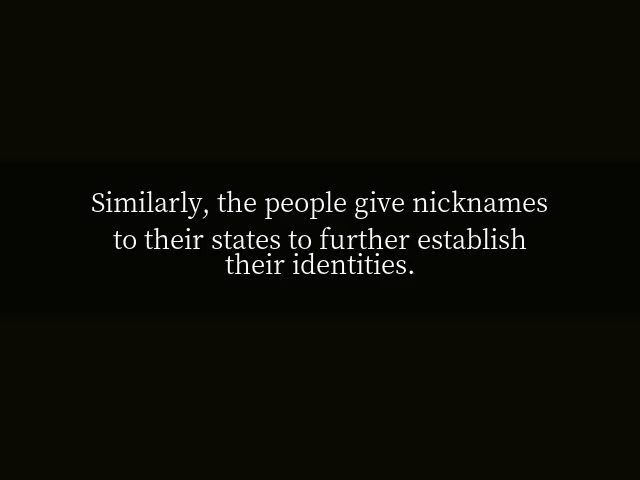 Similarly, the people give nicknames
to their states to further establish
their identities.